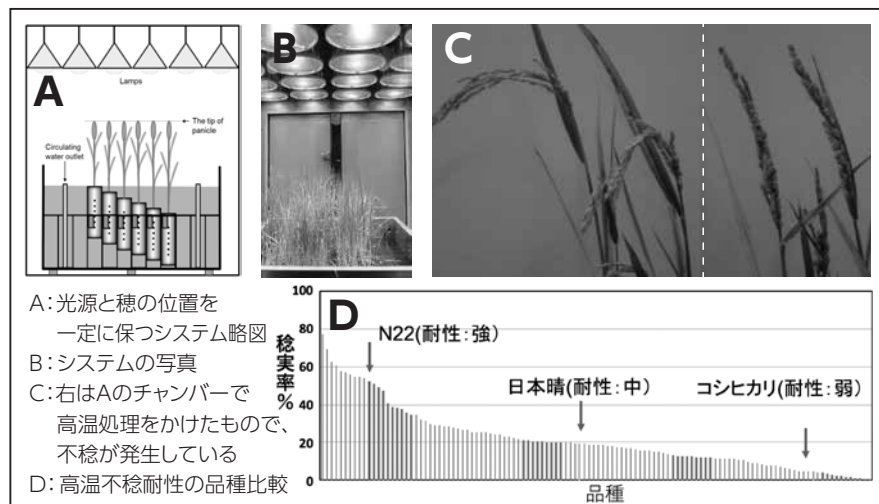 A
Lamps
The tip of
panicle
Circulating
water outlet
B
C
A：光源と穂の位置を
一定に保つシステム略図
B：システムの写真
C：右はAのチャンバーで
高温処理をかけたもので、
不稔が発生している
D：高温不稔耐性の品種比較
D
稔実率%
100
80
60
40
20
0
N22(耐性：強)
日本晴(耐性：中)
コシヒカリ(耐性：弱)
品種